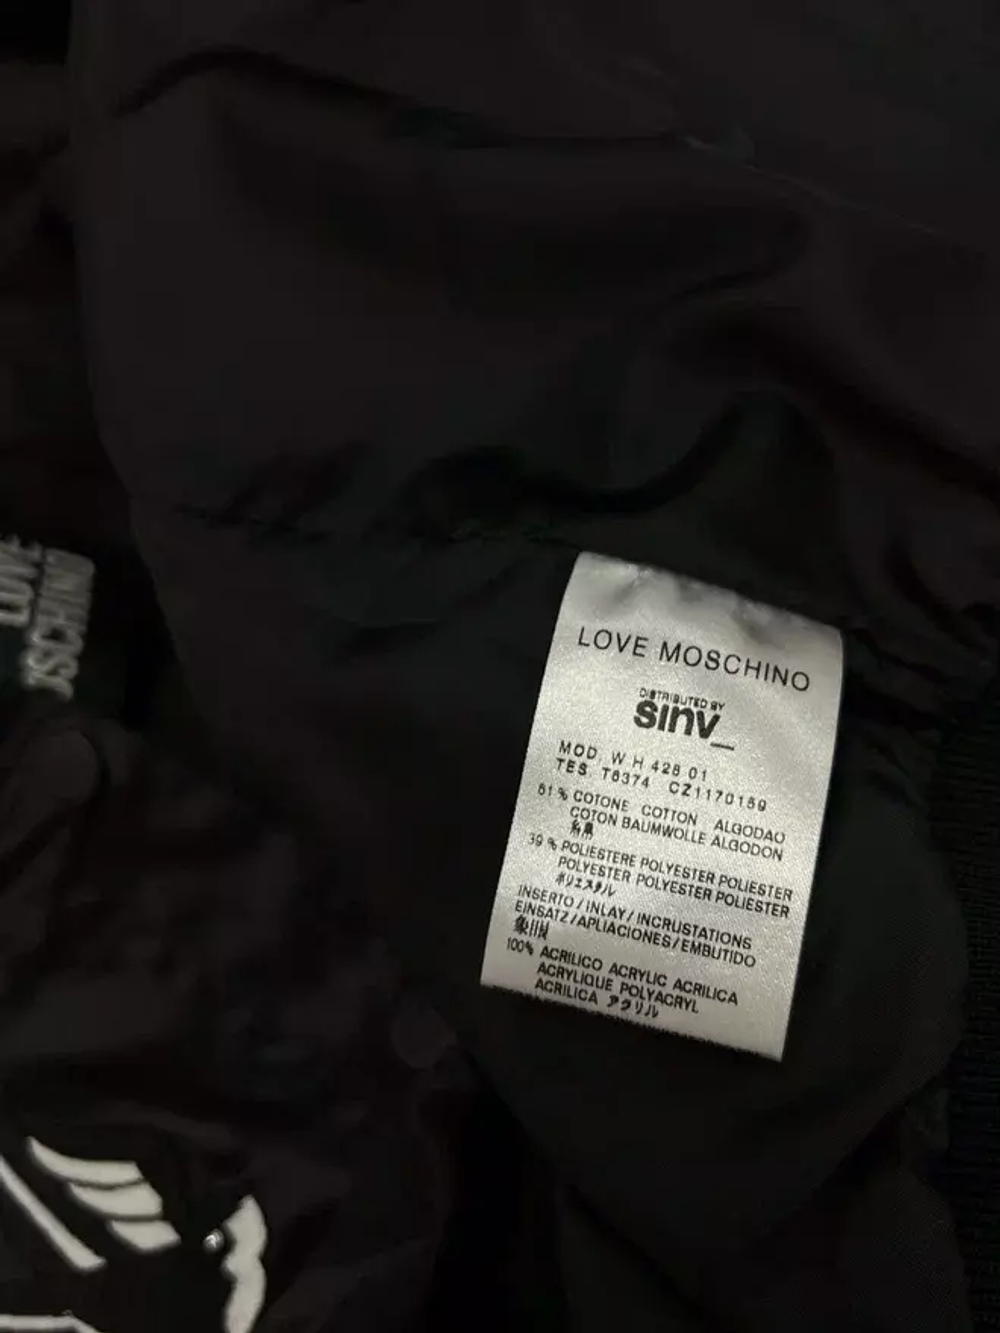 LOVE
OSCHINO
LOVE MOSCHINO
DISTRIBUTED BY
sinv_
MOD. W H 428 01
TES. T8374 CZ1170159
61% COTONE COTTON ALGODAO
COTON BAUMWOLLE ALGODON
39 % POLIESTERE POLYESTER POLIESTER
POLYESTER POLYESTER POLIESTER
ポリエステル
INSERTO/INLAY/INCRUSTATIONS
EINSATZ/APLIACIONES/EMBUTIDO
100% ACRILICO ACRYLIC ACRILICA
ACRYLIQUE POLYACRYL
ACRILICA アクリル